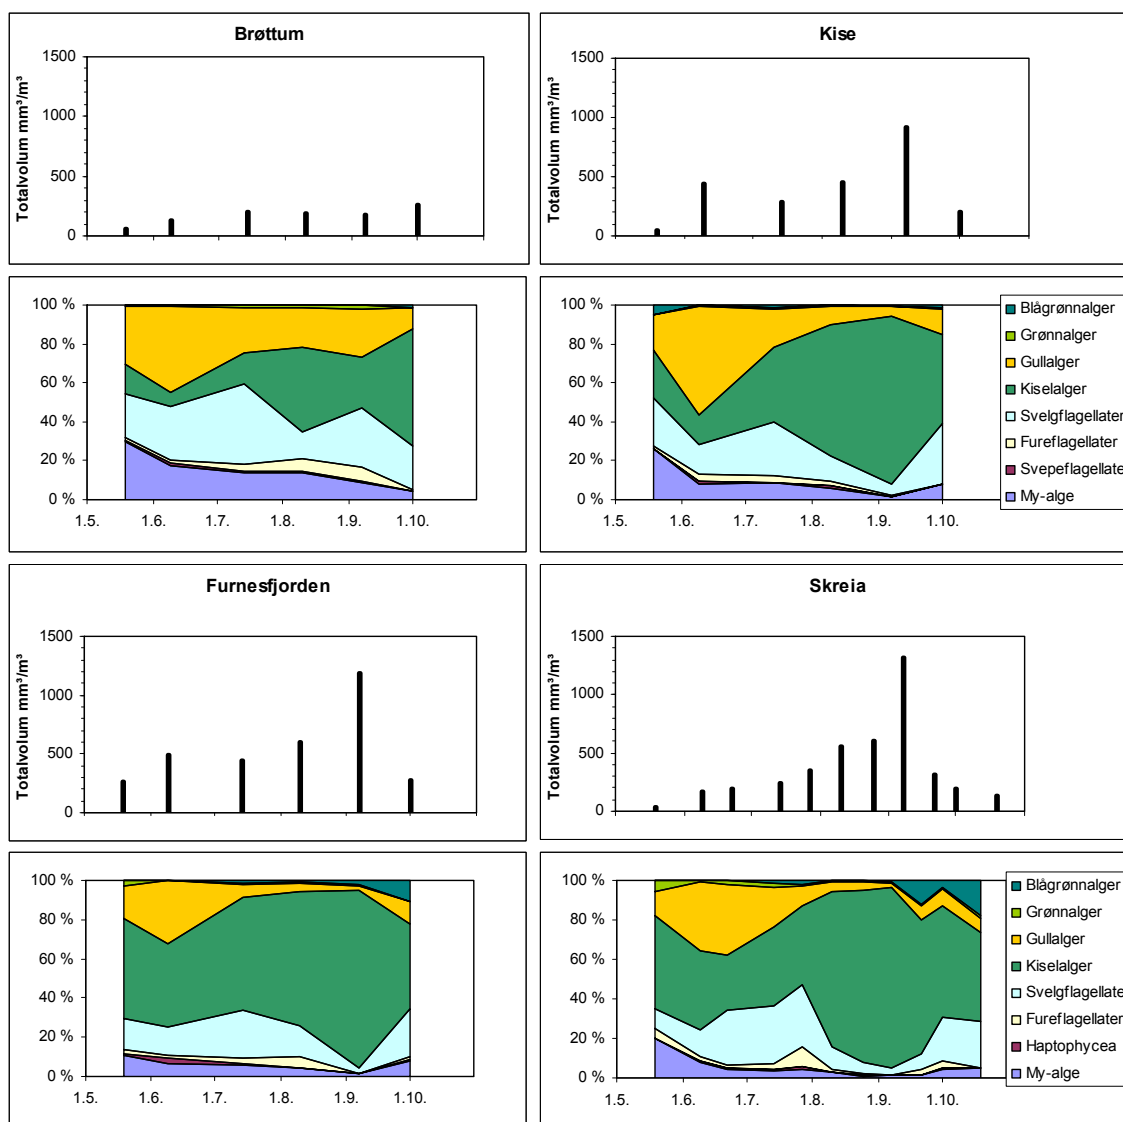 Brøttum
Totalvolum mm³/m³
1500
1000
500
0
Kise
Totalvolum mm³/m³
1500
1000
500
0
100 %
80 %
60 %
40 %
20 %
0 %
1.5. 1.6. 1.7. 1.8. 1.9. 1.10.
100 %
80 %
60 %
40 %
20 %
0 %
1.5. 1.6. 1.7. 1.8. 1.9. 1.10.
Blågrønnalger
Grønnalger
Gullalger
Kiselalger
Svelgflagellater
Fureflagellater
Svepeflagellater
My-alge
Furnesfjorden
Totalvolum mm³/m³
1500
1000
500
0
Skreia
Totalvolum mm³/m³
1500
1000
500
0
100 %
80 %
60 %
40 %
20 %
0 %
1.5. 1.6. 1.7. 1.8. 1.9. 1.10.
100 %
80 %
60 %
40 %
20 %
0 %
1.5. 1.6. 1.7. 1.8. 1.9. 1.10.
Blågrønnalger
Grønnalger
Gullalger
Kiselalger
Svelgflagellate
Fureflagellater
Haptophycea
My-alge